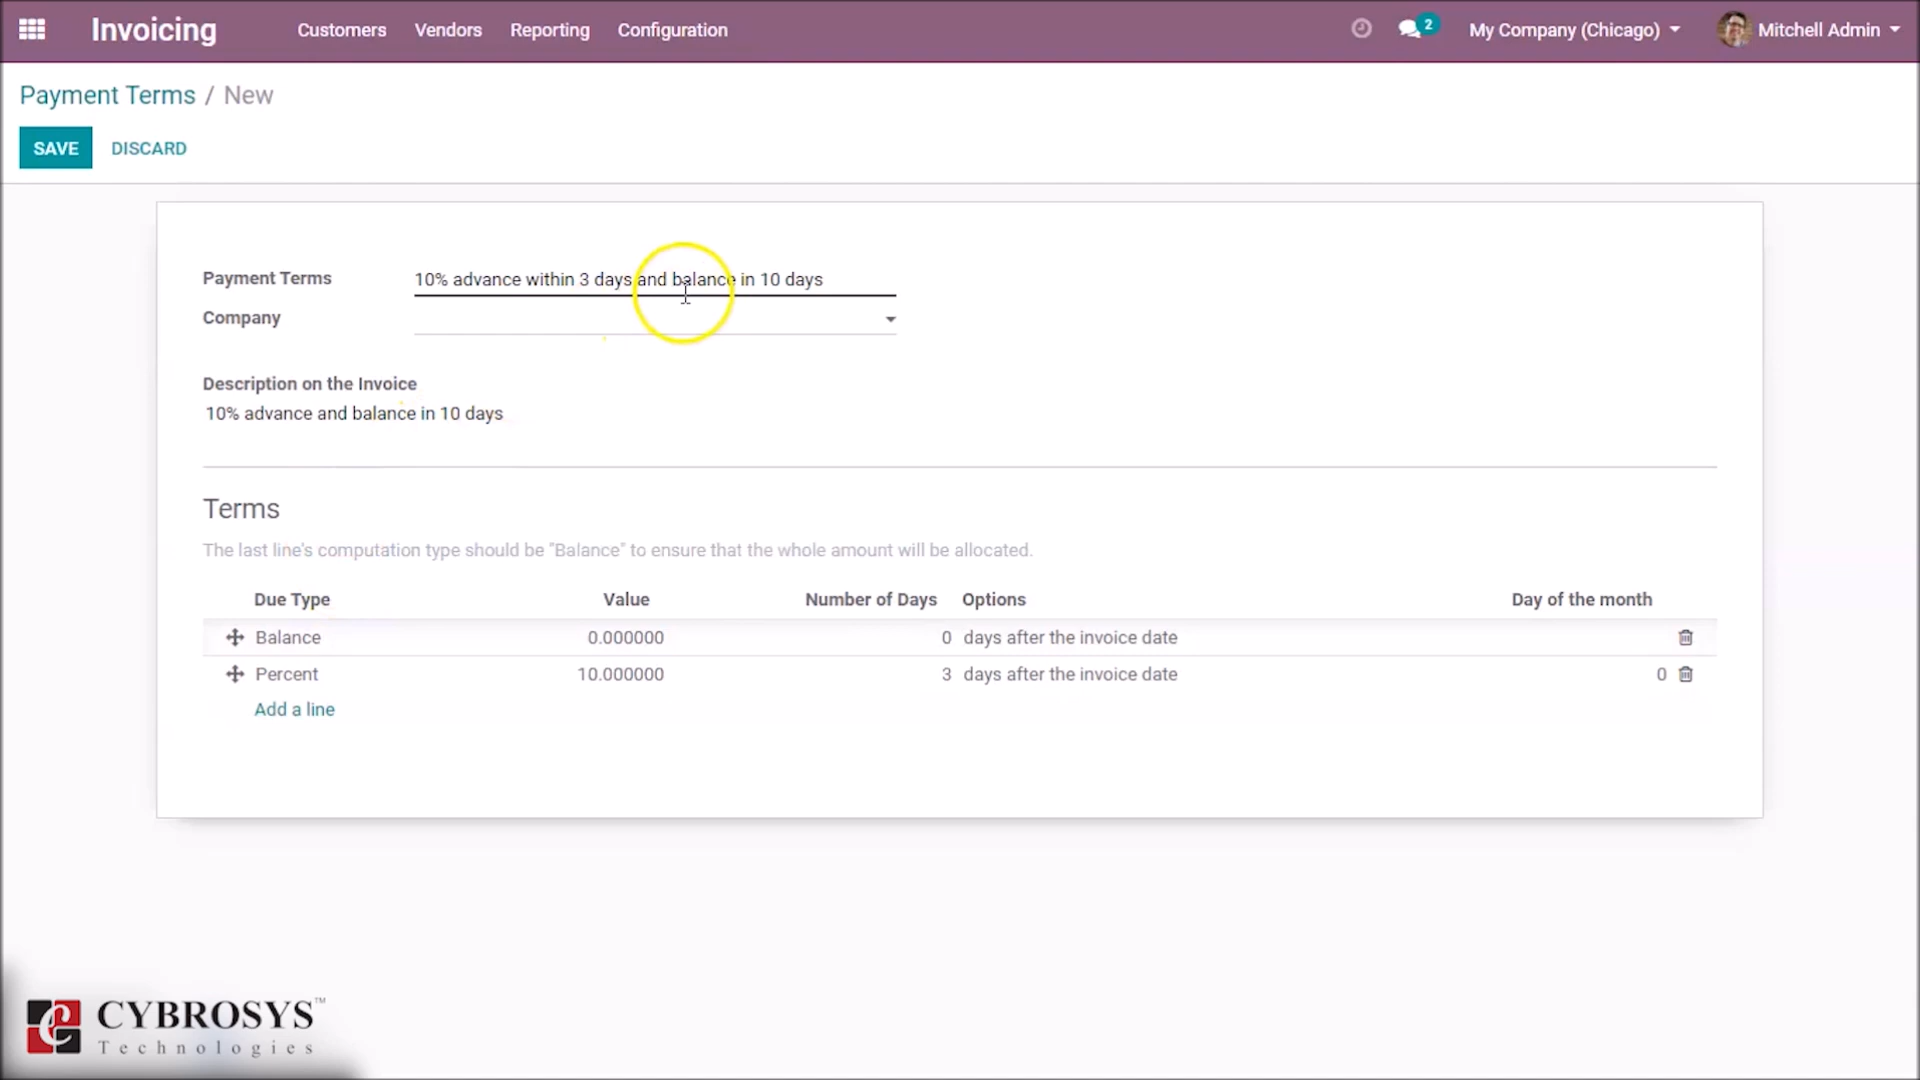 Invoicing Customers Vendors Reporting Configuration 2 My Company (Chicago) Mitchell Admin
Payment Terms / New
SAVE DISCARD
Payment Terms 10% advance within 3 days and balance in 10 days
Company
Description on the Invoice
10% advance and balance in 10 days
Terms
The last line's computation type should be "Balance" to ensure that the whole amount will be allocated.
Due Type Value Number of Days Options Day of the month
Balance 0.000000 0 days after the invoice date
Percent 10.000000 3 days after the invoice date 0
Add a line
CYBROSYS™
Technologies